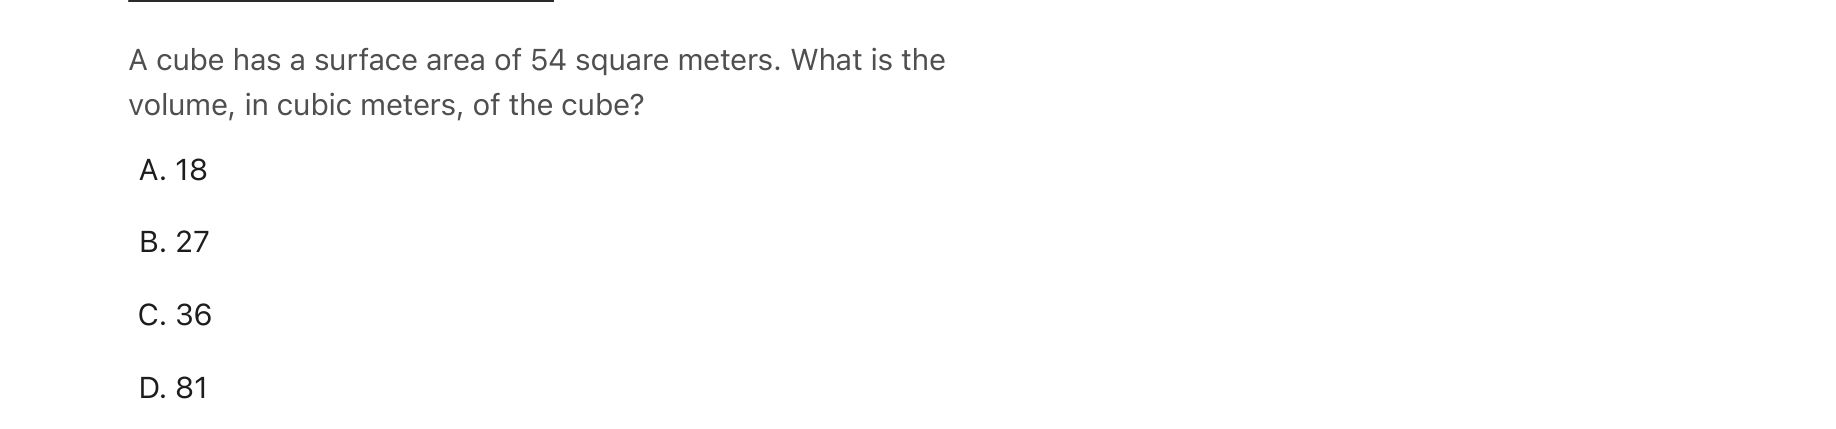 A cube has a surface area of 54 square meters. What is the
volume, in cubic meters, of the cube?
A. 18
B. 27
C. 36
D. 81